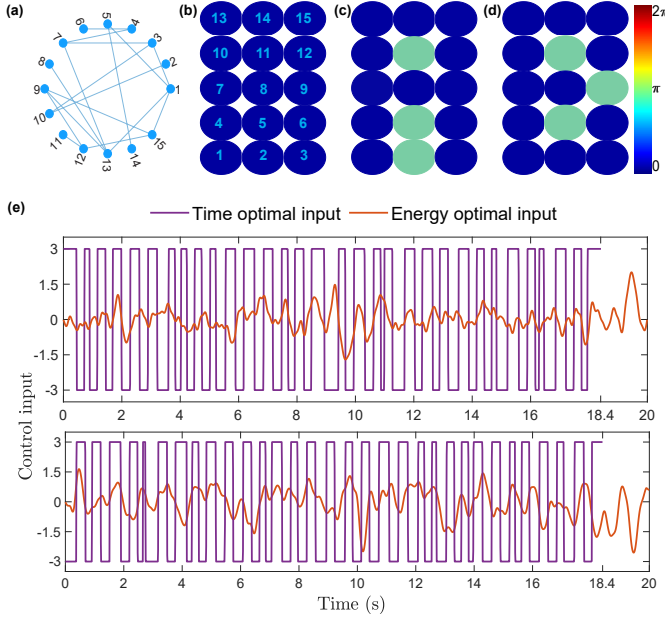 (a) (b) (c) (d)
5
6 4
7 3
8 2
9 1
10
11 15
12 14
13
13 14 15
10 11 12
7 8 9
4 5 6
1 2 3
2π
π
0
(e)
Time optimal input Energy optimal input
Control input
3
1.5
0
-1.5
-3
0 2 4 6 8 10 12 14 16 18.4 20
3
1.5
0
-1.5
-3
0 2 4 6 8 10 12 14 16 18.4 20
Time (s)